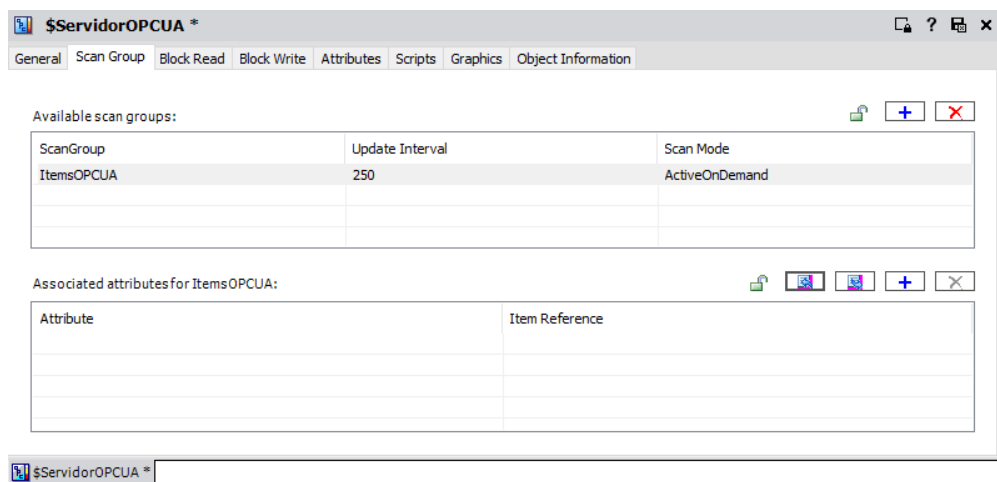 $ServidorOPCUA *
?
General Scan Group Block Read Block Write Attributes Scripts Graphics Object Information
Available scan groups:
ScanGroup Update Interval Scan Mode
ItemsOPCUA 250 ActiveOnDemand
Associated attributes for ItemsOPCUA:
Attribute Item Reference
$ServidorOPCUA *